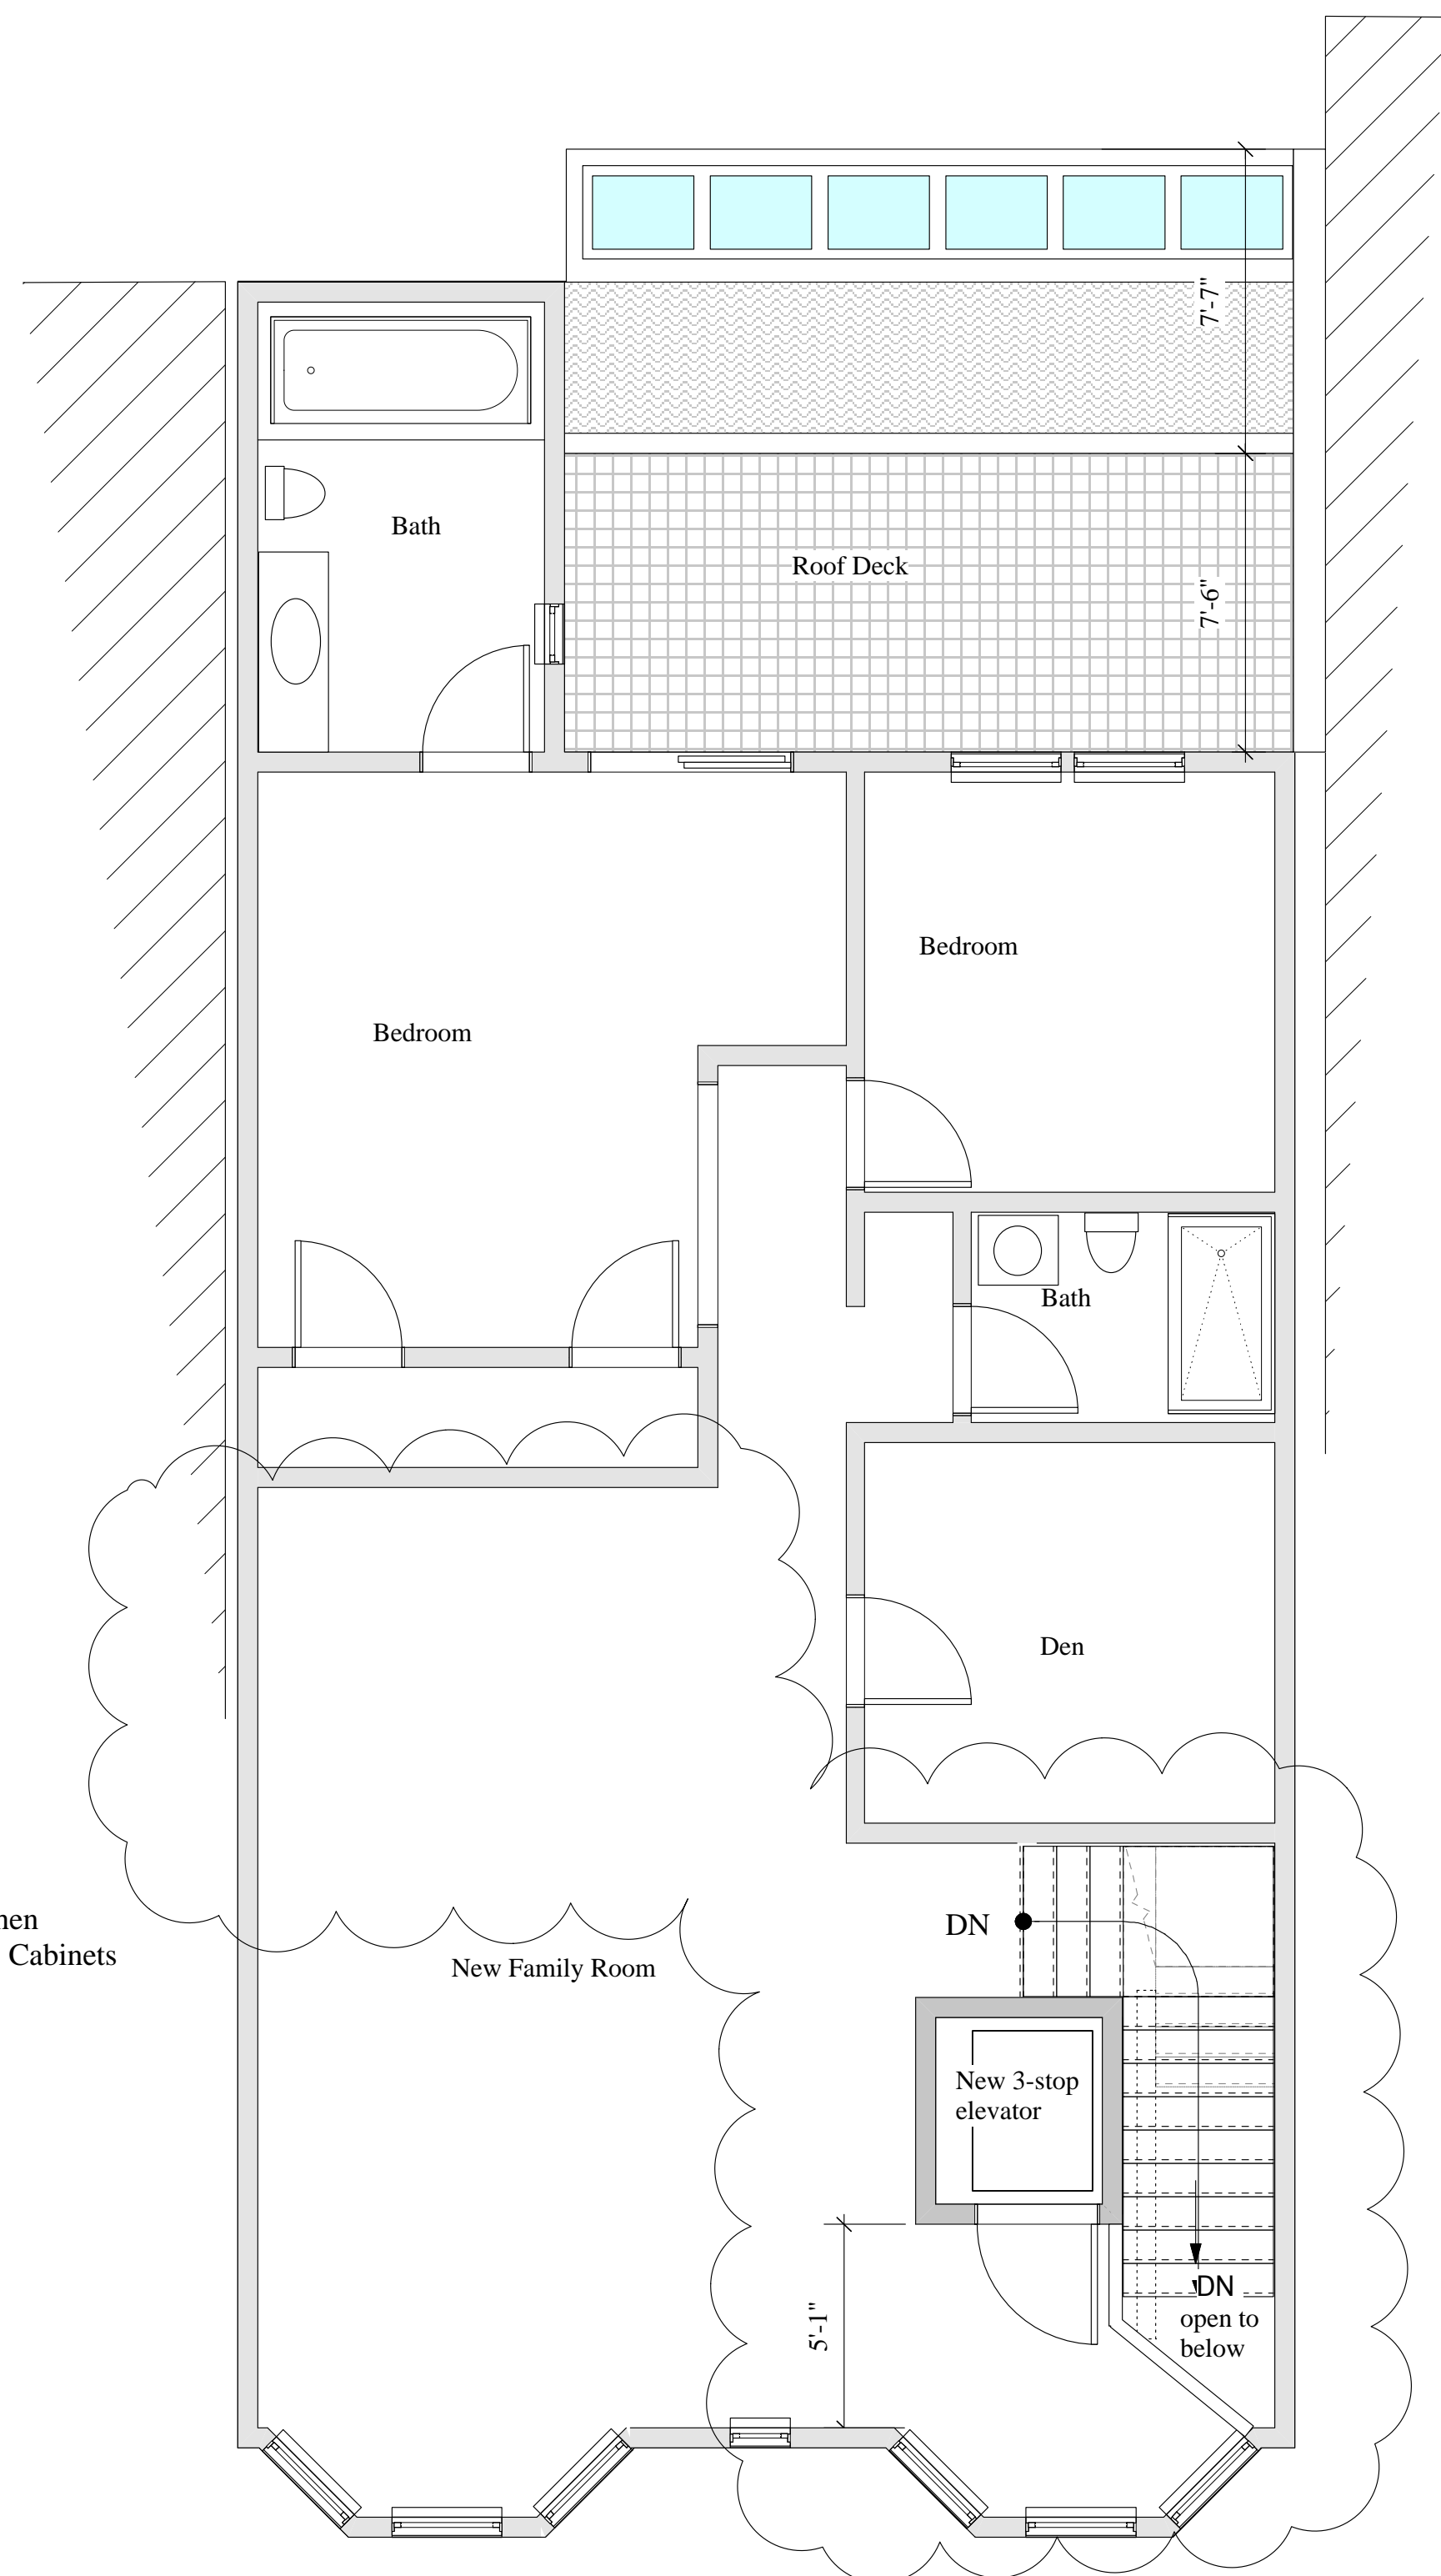 7'-7"
Bath
Roof Deck
7'-6"
Bedroom
Bedroom
Bath
Den
DN
Cabinets
New Family Room
New 3-stop
elevator
DN
5'-1"
open to
below